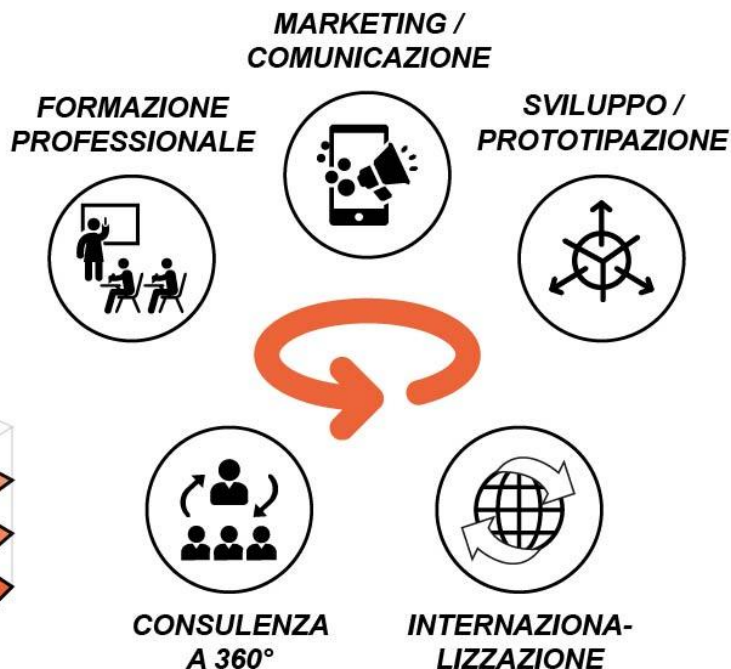 MARKETING /
COMUNICAZIONE
FORMAZIONE
PROFESSIONALE
SVILUPPO /
PROTOTIPAZIONE
CONSULENZA
A 360°
INTERNAZIONA-
LIZZAZIONE